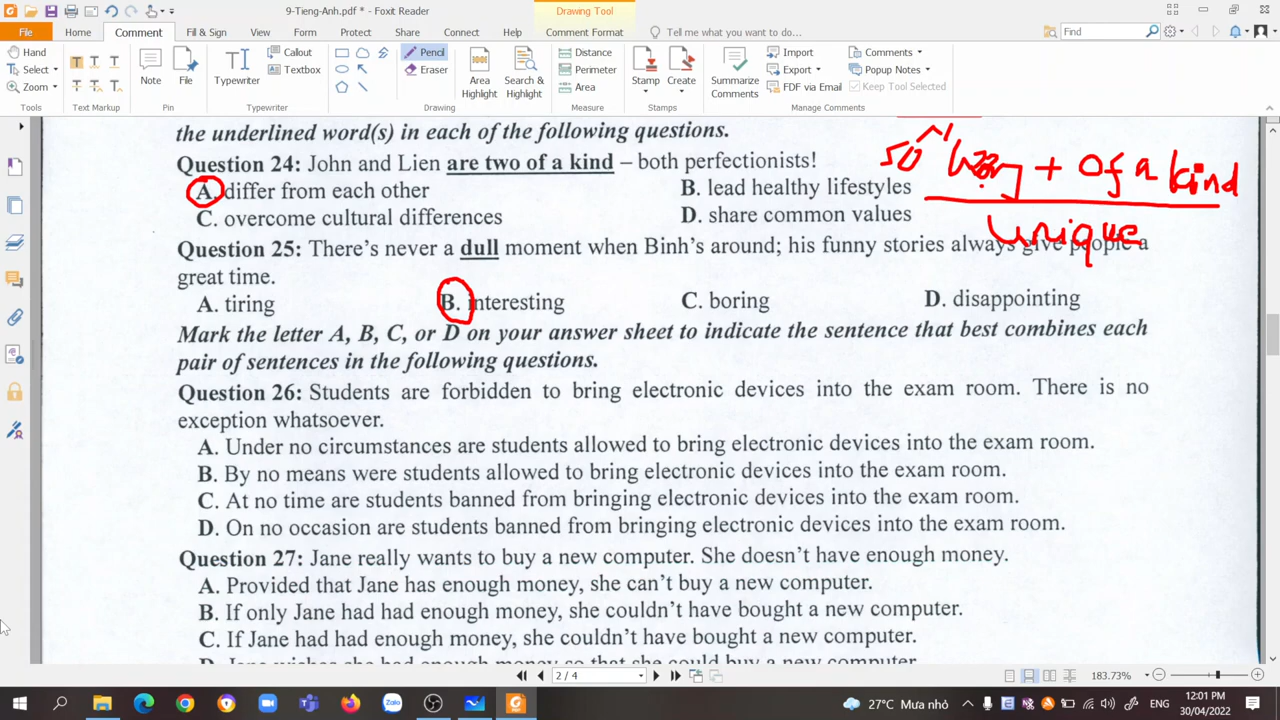 9-Tieng-Anh.pdf * - Foxit Reader
Drawing Tool
File Home Comment Fill & Sign View Form Protect Share Connect Help Comment Format Tell me what you want to do... Find
Hand
Select
Zoom
Tools
Text Markup
Note
File
Pin
Typewriter
Callout
Textbox
Typewriter
Pencil
Eraser
Drawing
Area Highlight
Search & Highlight
Distance
Perimeter
Area
Measure
Stamp
Create
Stamps
Summarize Comments
Import
Export
FDF via Email
Comments
Popup Notes
Keep Tool Selected
Manage Comments
the underlined word(s) in each of the following questions.
Question 24: John and Lien are two of a kind – both perfectionists!
A. differ from each other
B. lead healthy lifestyles
C. overcome cultural differences
D. share common values
+ of a kind
unique
Question 25: There's never a dull moment when Binh's around; his funny stories always give people a
great time.
A. tiring
B. interesting
C. boring
D. disappointing
Mark the letter A, B, C, or D on your answer sheet to indicate the sentence that best combines each
pair of sentences in the following questions.
Question 26: Students are forbidden to bring electronic devices into the exam room. There is no
exception whatsoever.
A. Under no circumstances are students allowed to bring electronic devices into the exam room.
B. By no means were students allowed to bring electronic devices into the exam room.
C. At no time are students banned from bringing electronic devices into the exam room.
D. On no occasion are students banned from bringing electronic devices into the exam room.
Question 27: Jane really wants to buy a new computer. She doesn't have enough money.
A. Provided that Jane has enough money, she can't buy a new computer.
B. If only Jane had had enough money, she couldn't have bought a new computer.
C. If Jane had had enough money, she couldn't have bought a new computer.
D. Jane wishes she had enough money so that she could buy a new computer.
2 / 4
183.73%
27°C Mưa nhỏ
ENG
12:01 PM
30/04/2022